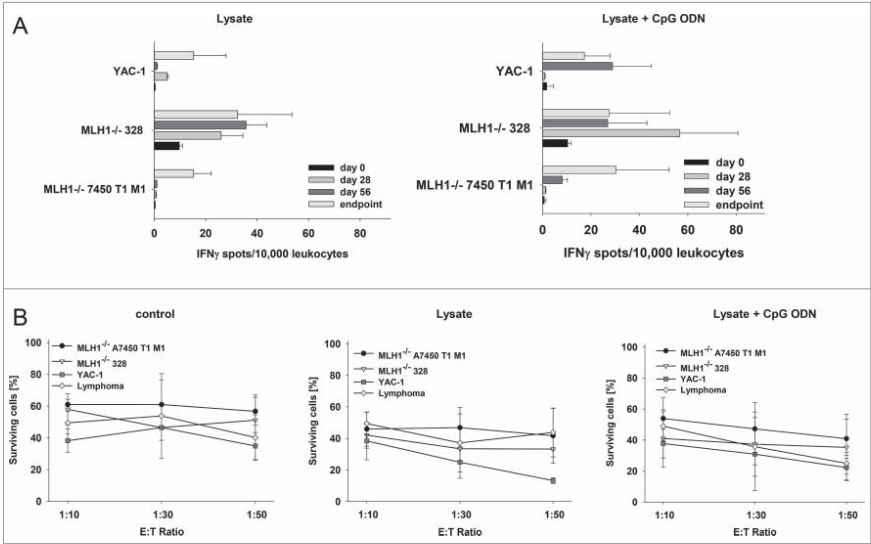 A
Lysate
YAC-1
MLH1-/- 328
MLH1-/- 7450 T1 M1
day 0
day 28
day 56
endpoint
0 20 40 60 80
IFNγ spots/10,000 leukocytes
Lysate + CpG ODN
YAC-1
MLH1-/- 328
MLH1-/- 7450 T1 M1
day 0
day 28
day 56
endpoint
0 20 40 60 80
IFNγ spots/10,000 leukocytes
B
control
Surviving cells [%]
100
80
60
40
20
0
MLH1-/- A7450 T1 M1
MLH1-/- 328
YAC-1
Lymphoma
1:10 1:30 1:50
E:T Ratio
Lysate
Surviving cells [%]
100
80
60
40
20
0
MLH1-/- A7450 T1 M1
MLH1-/- 328
YAC-1
Lymphoma
1:10 1:30 1:50
E:T Ratio
Lysate + CpG ODN
Surviving cells [%]
100
80
60
40
20
0
MLH1-/- A7450 T1 M1
MLH1-/- 328
YAC-1
Lymphoma
1:10 1:30 1:50
E:T Ratio